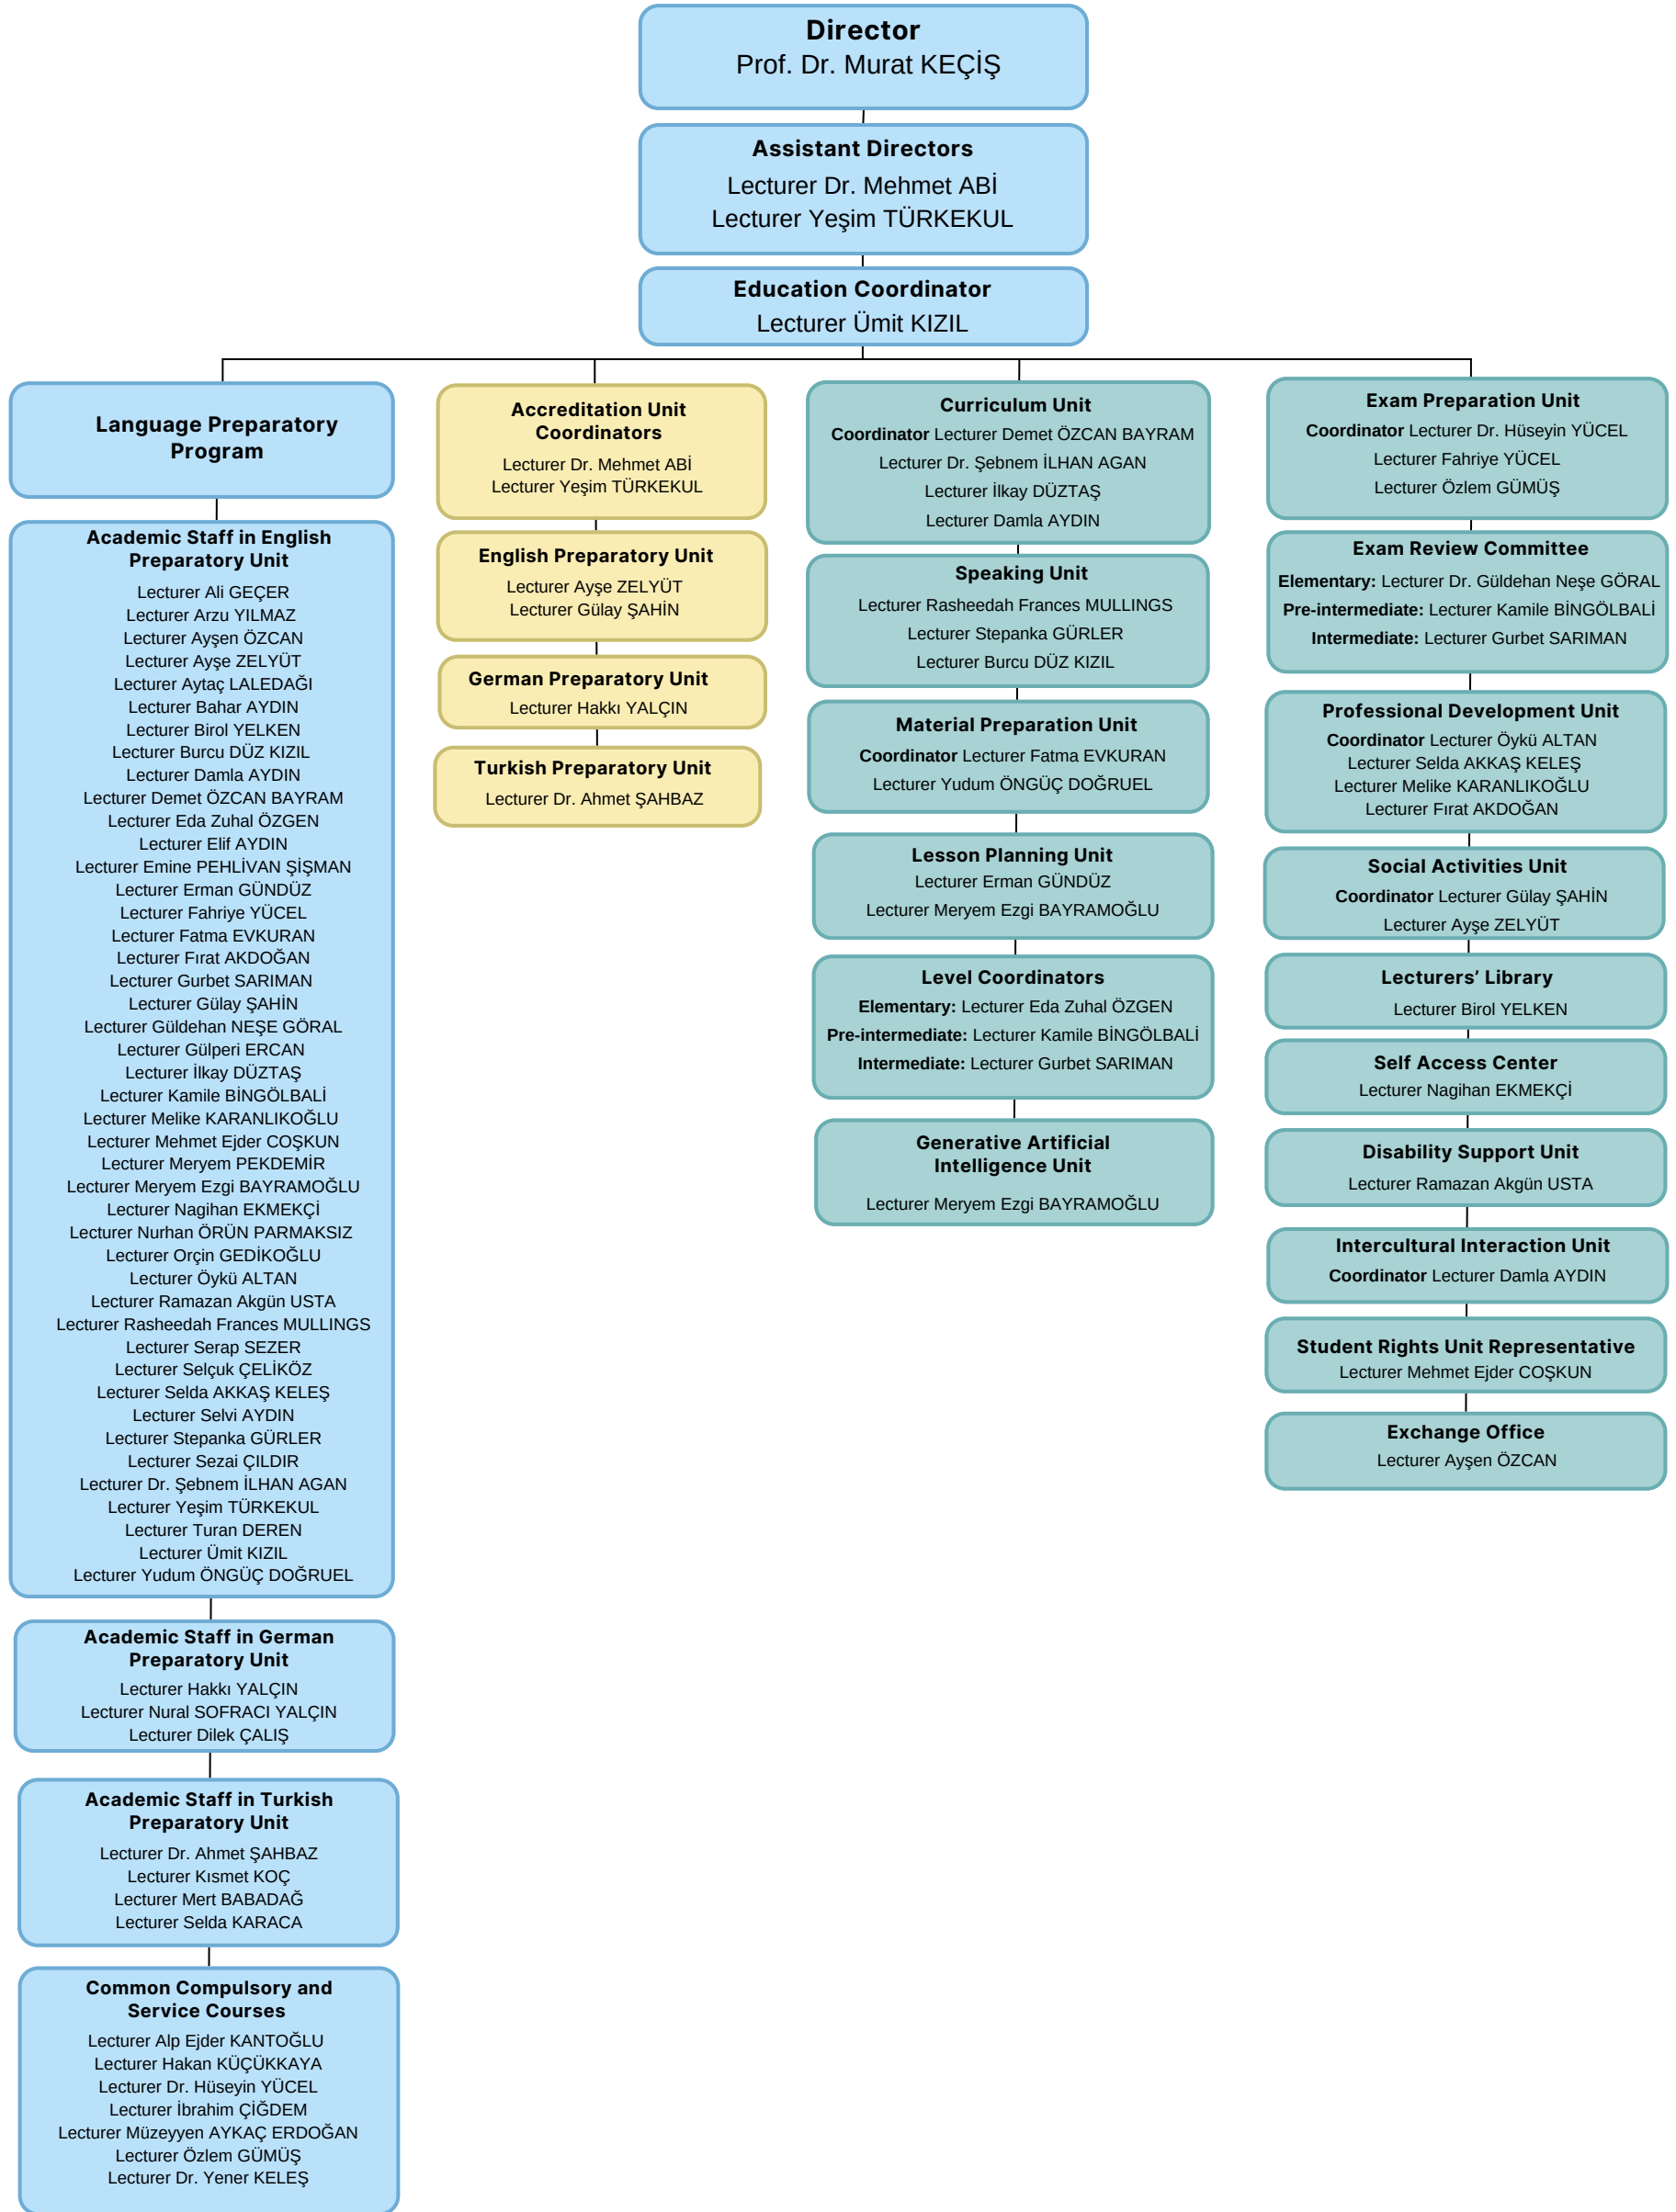 Director
Prof. Dr. Murat KEÇİŞ
Assistant Directors
Lecturer Dr. Mehmet ABİ
Lecturer Yeşim TÜRKEKUL
Education Coordinator
Lecturer Ümit KIZIL
Language Preparatory
Program
Academic Staff in English
Preparatory Unit
Lecturer Ali GEÇER
Lecturer Arzu YILMAZ
Lecturer Ayşen ÖZCAN
Lecturer Ayşe ZELYÜT
Lecturer Aytaç LALEDAĞI
Lecturer Bahar AYDIN
Lecturer Birol YELKEN
Lecturer Burcu DÜZ KIZIL
Lecturer Damla AYDIN
Lecturer Demet ÖZCAN BAYRAM
Lecturer Eda Zuhal ÖZGEN
Lecturer Elif AYDIN
Lecturer Emine PEHLİVAN ŞİŞMAN
Lecturer Erman GÜNDÜZ
Lecturer Fahriye YÜCEL
Lecturer Fatma EVKURAN
Lecturer Fırat AKDOĞAN
Lecturer Gurbet SARIMAN
Lecturer Gülay ŞAHİN
Lecturer Güldehan NEŞE GÖRAL
Lecturer Gülperi ERCAN
Lecturer İlkay DÜZTAŞ
Lecturer Kamile BİNGÖLBALİ
Lecturer Melike KARANLIKOĞLU
Lecturer Mehmet Ejder COŞKUN
Lecturer Meryem PEKDEMİR
Lecturer Meryem Ezgi BAYRAMOĞLU
Lecturer Nagihan EKMEKÇİ
Lecturer Nurhan ÖRÜN PARMAKSIZ
Lecturer Orçin GEDİKOĞLU
Lecturer Öykü ALTAN
Lecturer Ramazan Akgün USTA
Lecturer Rasheedah Frances MULLINGS
Lecturer Serap SEZER
Lecturer Selçuk ÇELİKÖZ
Lecturer Selda AKKAŞ KELEŞ
Lecturer Selvi AYDIN
Lecturer Stepanka GÜRLER
Lecturer Sezai ÇILDIR
Lecturer Dr. Şebnem İLHAN AGAN
Lecturer Yeşim TÜRKEKUL
Lecturer Turan DEREN
Lecturer Ümit KIZIL
Lecturer Yudum ÖNGÜÇ DOĞRUEL
Academic Staff in German
Preparatory Unit
Lecturer Hakkı YALÇIN
Lecturer Nural SOFRACI YALÇIN
Lecturer Dilek ÇALIŞ
Academic Staff in Turkish
Preparatory Unit
Lecturer Dr. Ahmet ŞAHBAZ
Lecturer Kısmet KOÇ
Lecturer Mert BABADAĞ
Lecturer Selda KARACA
Common Compulsory and
Service Courses
Lecturer Alp Ejder KANTOĞLU
Lecturer Hakan KÜÇÜKKAYA
Lecturer Dr. Hüseyin YÜCEL
Lecturer İbrahim ÇİĞDEM
Lecturer Müzeyyen AYKAÇ ERDOĞAN
Lecturer Özlem GÜMÜŞ
Lecturer Dr. Yener KELEŞ
Accreditation Unit
Coordinators
Lecturer Dr. Mehmet ABİ
Lecturer Yeşim TÜRKEKUL
English Preparatory Unit
Lecturer Ayşe ZELYÜT
Lecturer Gülay ŞAHİN
German Preparatory Unit
Lecturer Hakkı YALÇIN
Turkish Preparatory Unit
Lecturer Dr. Ahmet ŞAHBAZ
Curriculum Unit
Coordinator Lecturer Demet ÖZCAN BAYRAM
Lecturer Dr. Şebnem İLHAN AGAN
Lecturer İlkay DÜZTAŞ
Lecturer Damla AYDIN
Speaking Unit
Lecturer Rasheedah Frances MULLINGS
Lecturer Stepanka GÜRLER
Lecturer Burcu DÜZ KIZIL
Material Preparation Unit
Coordinator Lecturer Fatma EVKURAN
Lecturer Yudum ÖNGÜÇ DOĞRUEL
Lesson Planning Unit
Lecturer Erman GÜNDÜZ
Lecturer Meryem Ezgi BAYRAMOĞLU
Level Coordinators
Elementary: Lecturer Eda Zuhal ÖZGEN
Pre-intermediate: Lecturer Kamile BİNGÖLBALİ
Intermediate: Lecturer Gurbet SARIMAN
Generative Artificial
Intelligence Unit
Lecturer Meryem Ezgi BAYRAMOĞLU
Exam Preparation Unit
Coordinator Lecturer Dr. Hüseyin YÜCEL
Lecturer Fahriye YÜCEL
Lecturer Özlem GÜMÜŞ
Exam Review Committee
Elementary: Lecturer Dr. Güldehan Neşe GÖRAL
Pre-intermediate: Lecturer Kamile BİNGÖLBALİ
Intermediate: Lecturer Gurbet SARIMAN
Professional Development Unit
Coordinator Lecturer Öykü ALTAN
Lecturer Selda AKKAŞ KELEŞ
Lecturer Melike KARANLIKOĞLU
Lecturer Fırat AKDOĞAN
Social Activities Unit
Coordinator Lecturer Gülay ŞAHİN
Lecturer Ayşe ZELYÜT
Lecturers’ Library
Lecturer Birol YELKEN
Self Access Center
Lecturer Nagihan EKMEKÇİ
Disability Support Unit
Lecturer Ramazan Akgün USTA
Intercultural Interaction Unit
Coordinator Lecturer Damla AYDIN
Student Rights Unit Representative
Lecturer Mehmet Ejder COŞKUN
Exchange Office
Lecturer Ayşen ÖZCAN